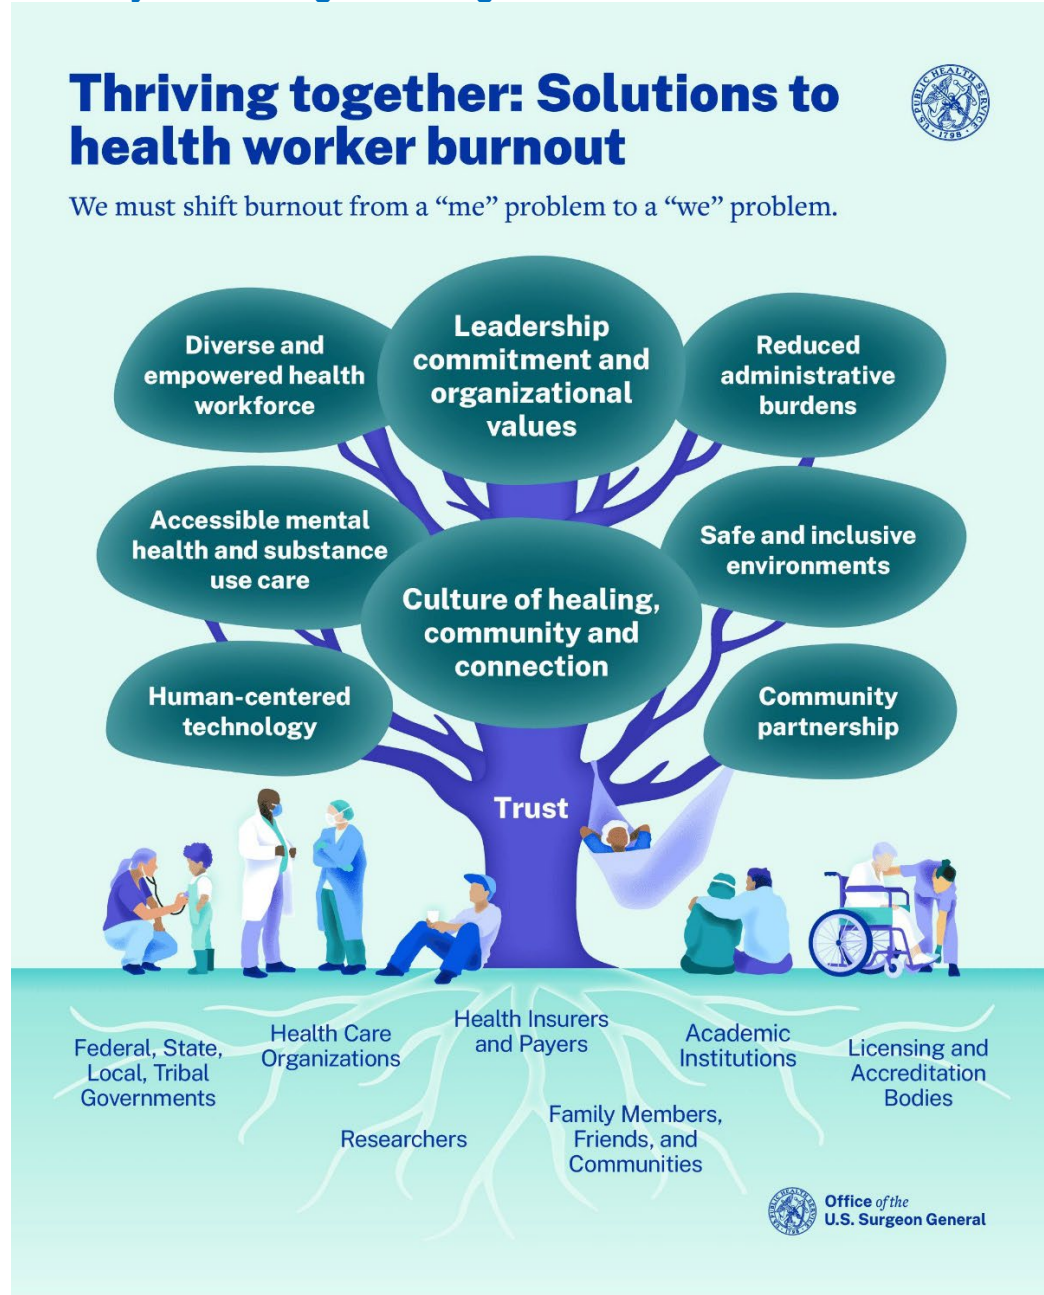 Thriving together: Solutions to
health worker burnout
We must shift burnout from a “me” problem to a “we” problem.
U.S. PUBLIC HEALTH SERVICE
1798
Diverse and
empowered health
workforce
Leadership
commitment and
organizational
values
Reduced
administrative
burdens
Accessible mental
health and substance
use care
Culture of healing,
community and
connection
Safe and inclusive
environments
Human-centered
technology
Community
partnership
Trust
Federal, State,
Local, Tribal
Governments
Health Care
Organizations
Health Insurers
and Payers
Academic
Institutions
Licensing and
Accreditation
Bodies
Researchers
Family Members,
Friends, and
Communities
Office of the
U.S. Surgeon General